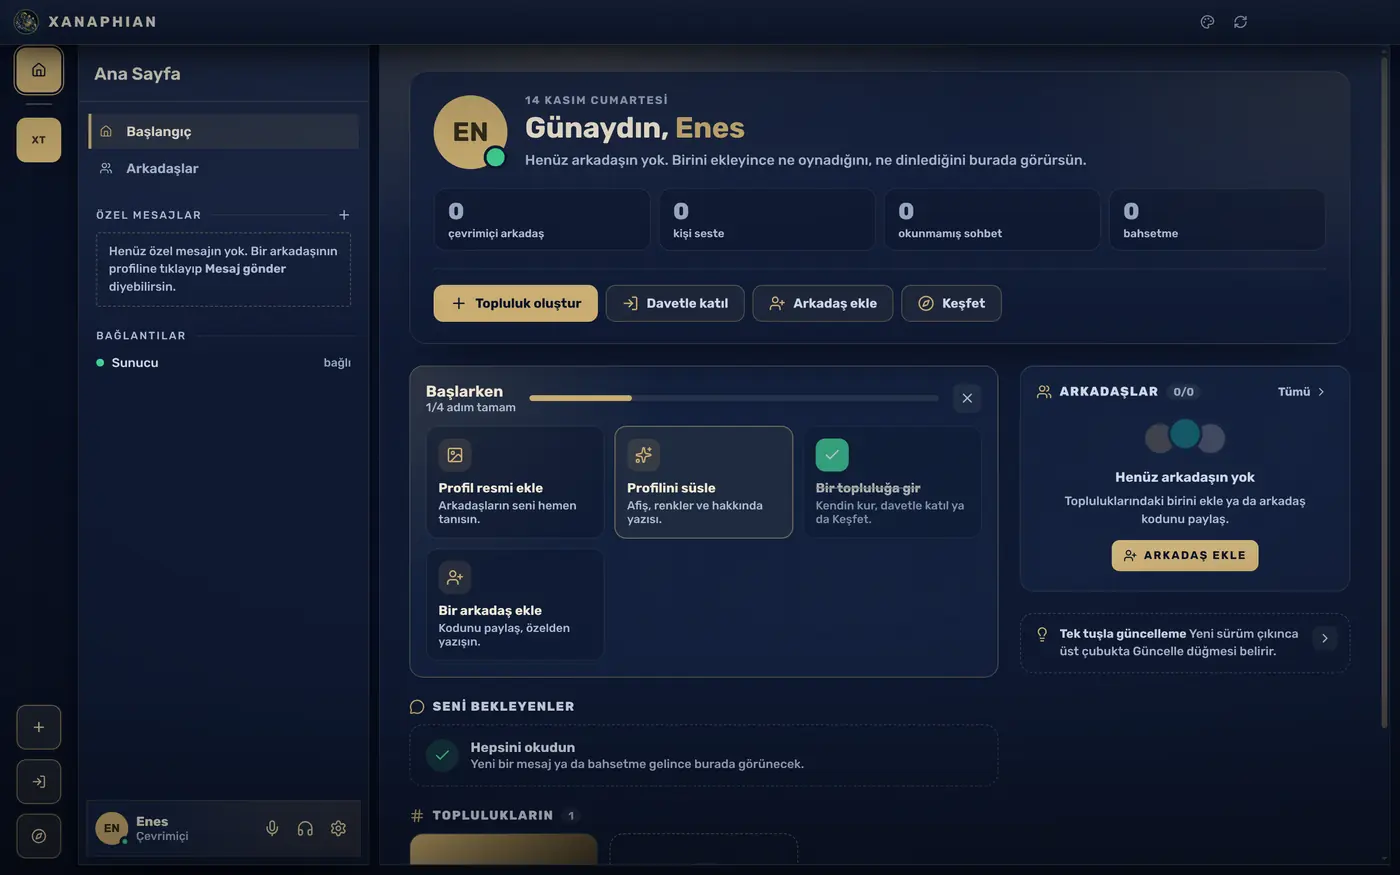 XANAPHIAN
Ana Sayfa
XT
Başlangıç
Arkadaşlar
ÖZEL MESAJLAR
Henüz özel mesajın yok. Bir arkadaşının
profiline tıklayıp Mesaj gönder
diyebilirsin.
BAĞLANTILAR
Sunucu
bağlı
EN
Enes
Çevrimiçi
EN
14 KASIM CUMARTESİ
Günaydın, Enes
Henüz arkadaşın yok. Birini ekleyince ne oynadığını, ne dinlediğini burada görürsün.
0
çevrimiçi arkadaş
0
kişi seste
0
okunmamış sohbet
0
bahsetme
Topluluk oluştur
Davetle katıl
Arkadaş ekle
Keşfet
Başlarken
1/4 adım tamam
Profil resmi ekle
Arkadaşların seni hemen
tanısın.
Profilini süsle
Afiş, renkler ve hakkında
yazısı.
Bir topluluğa gir
Kendin kur, davetle katıl ya
da Keşfet.
Bir arkadaş ekle
Kodunu paylaş, özelden
yazışın.
ARKADAŞLAR 0/0
Tümü
Henüz arkadaşın yok
Topluluklarındaki birini ekle ya da arkadaş
kodunu paylaş.
ARKADAŞ EKLE
Tek tuşla güncelleme Yeni sürüm çıkınca
üst çubukta Güncelle düğmesi belirir.
SENİ BEKLEYENLER
Hepsini okudun
Yeni bir mesaj ya da bahsetme gelince burada görünecek.
# TOPLULUKLARIN 1